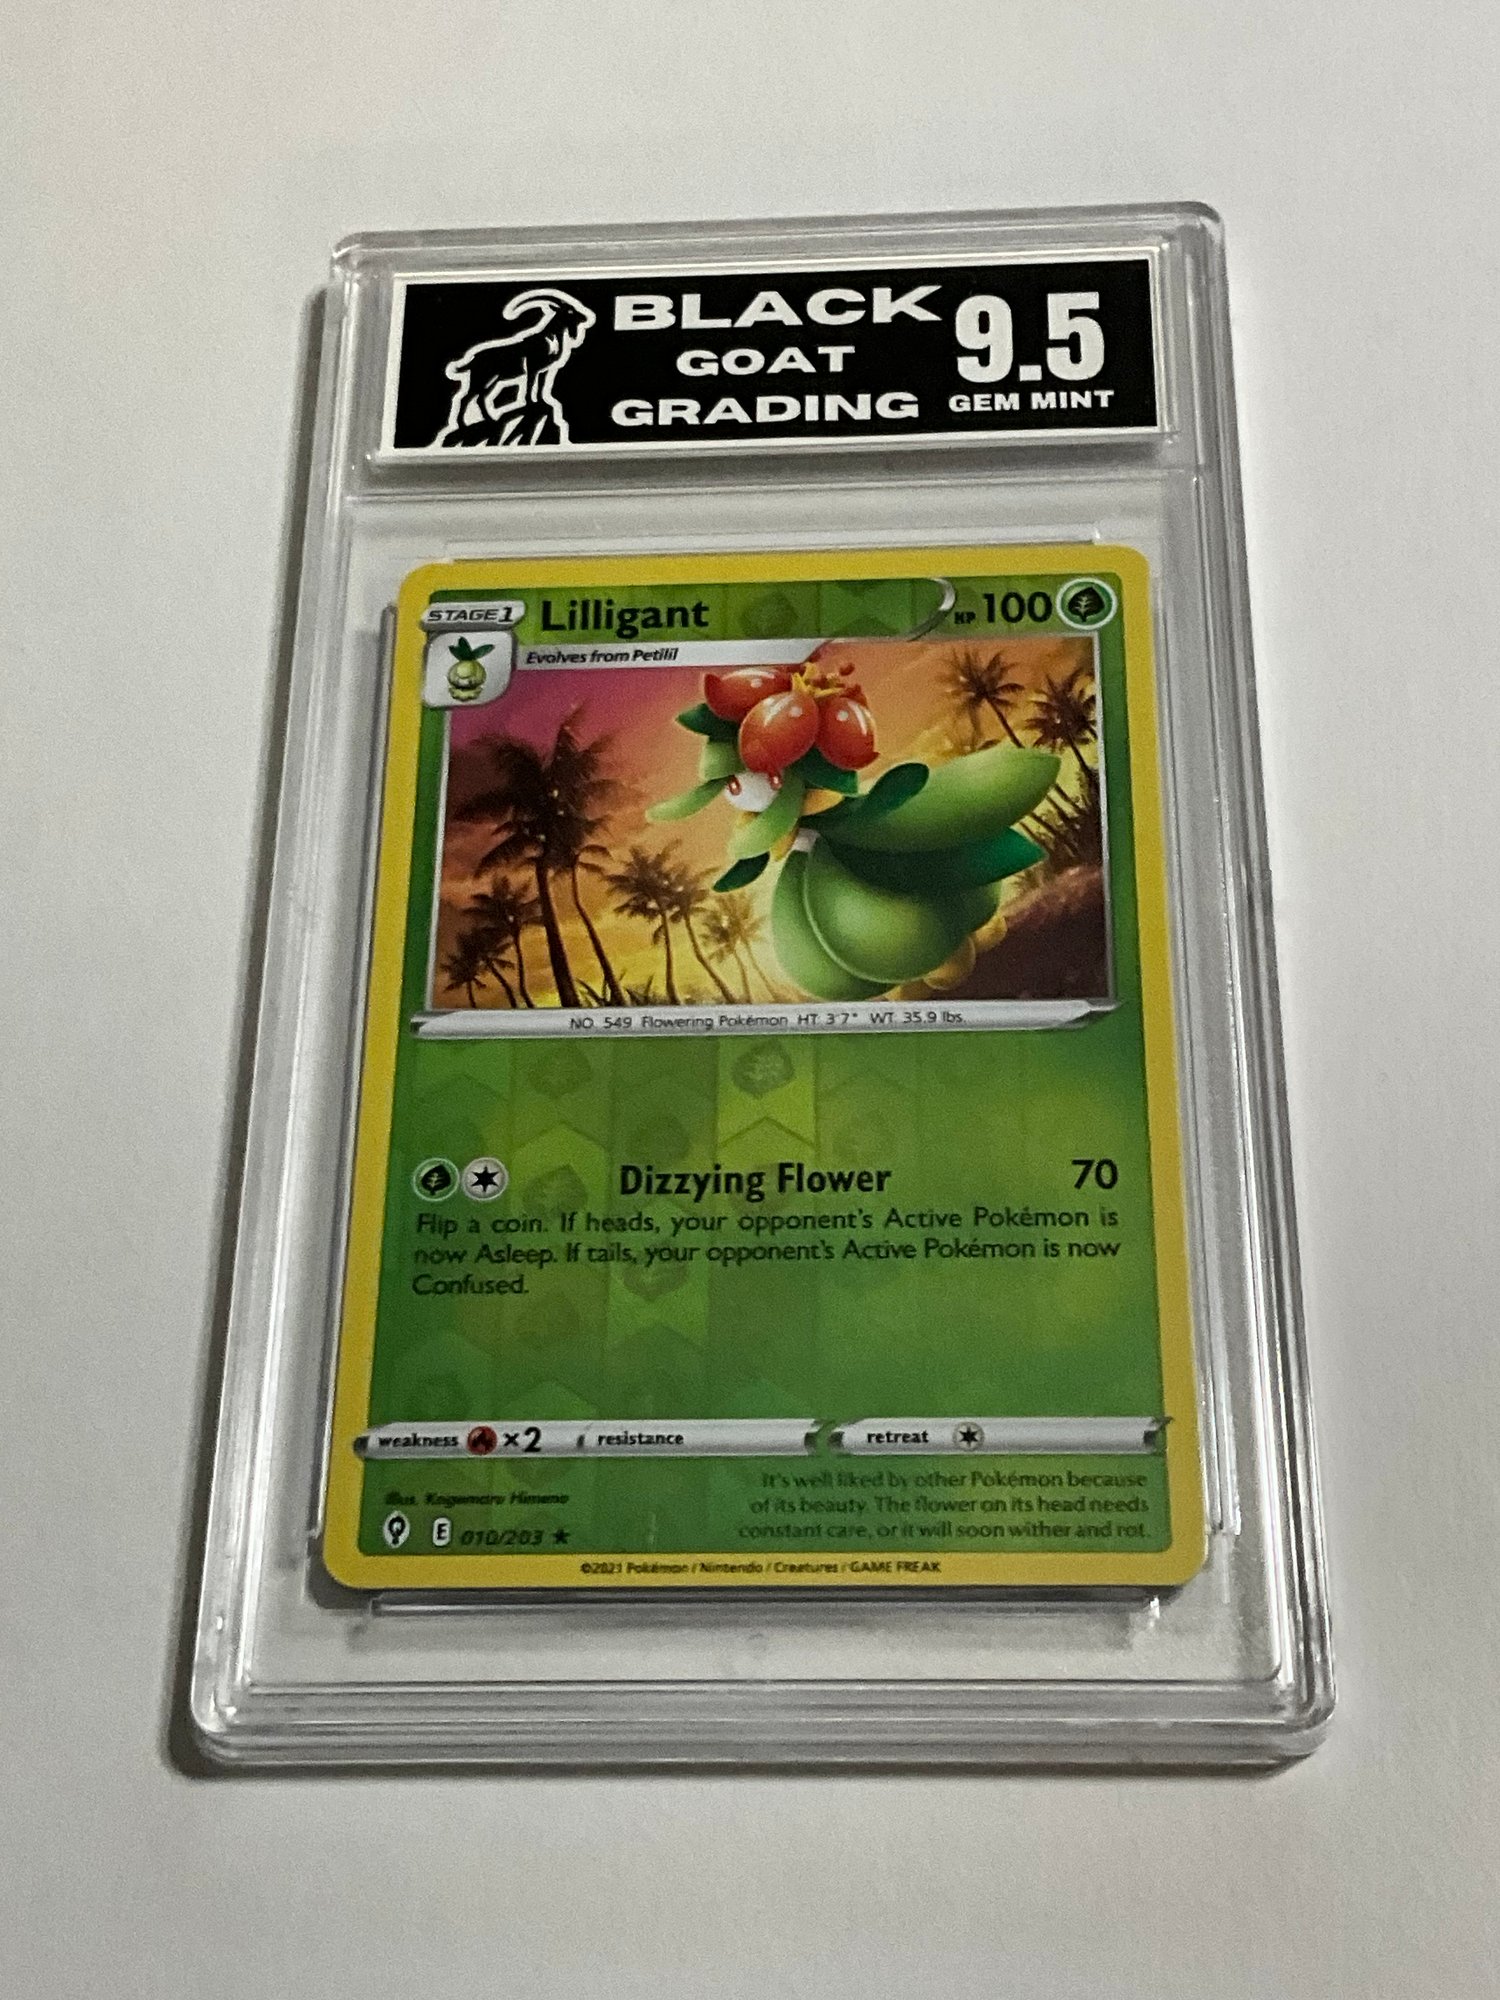 BLACK
GOAT
GRADING
9.5
GEM MINT
STAGE 1
Lilligant
HP 100
Evolves from Petilil
NO. 549 Flowering Pokémon HT: 3'7" WT: 35.9 lbs.
Dizzying Flower 70
Flip a coin. If heads, your opponent's Active Pokémon is
now Asleep. If tails, your opponent's Active Pokémon is now
Confused.
weakness ×2 resistance retreat
Illus. Kagemaru Himeno
E 010/203 ★
It's well liked by other Pokémon because
of its beauty. The flower on its head needs
constant care, or it will soon wither and rot.
©2021 Pokémon / Nintendo / Creatures / GAME FREAK